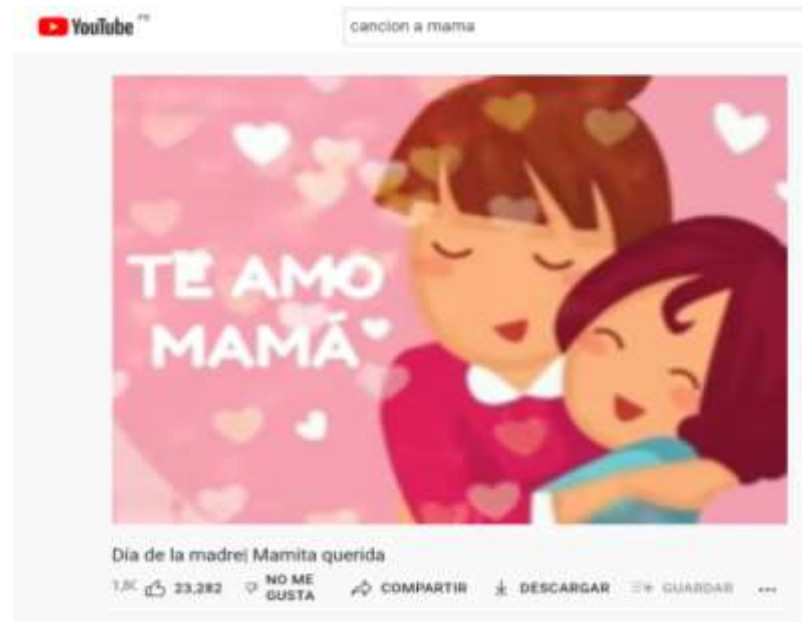 YouTube PE
cancion a mama
TE AMO
MAMÁ
Día de la madre| Mamita querida
23,282 NO ME GUSTA COMPARTIR DESCARGAR GUARDAR ...